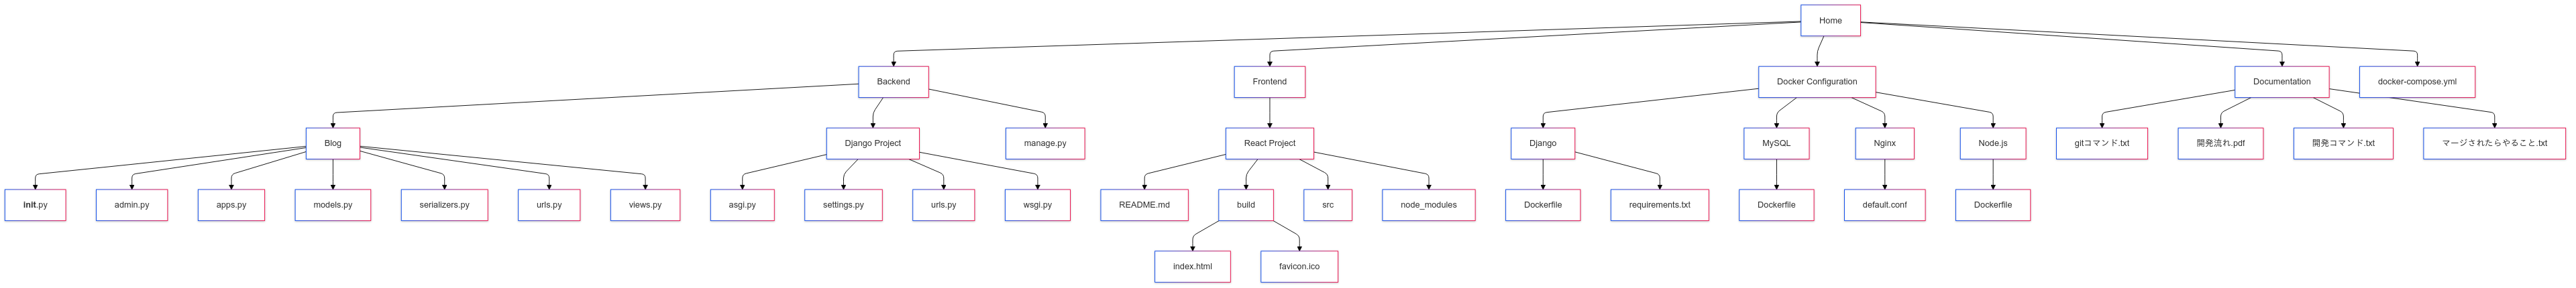 Home
Backend
Frontend
Docker Configuration
Documentation
docker-compose.yml
Blog
Django Project
manage.py
React Project
Django
MySQL
Nginx
Node.js
gitコマンド.txt
開発流れ.pdf
開発コマンド.txt
マージされたらやること.txt
init.py
admin.py
apps.py
models.py
serializers.py
urls.py
views.py
asgi.py
settings.py
urls.py
wsgi.py
README.md
build
src
node_modules
Dockerfile
requirements.txt
Dockerfile
default.conf
Dockerfile
index.html
favicon.ico